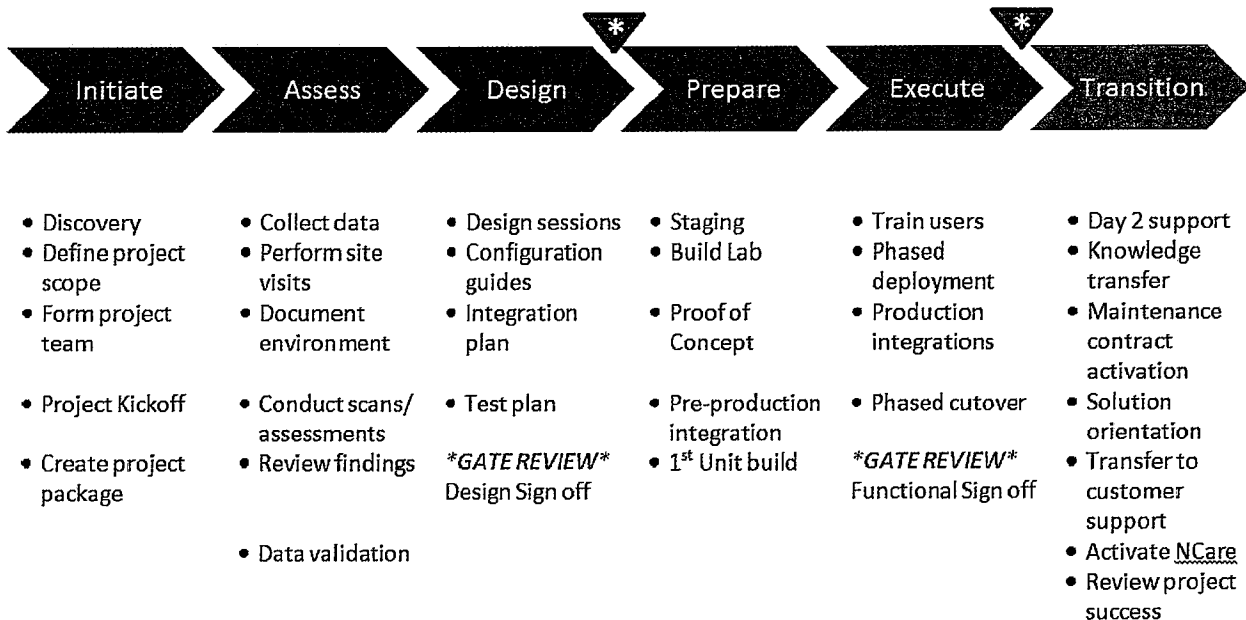 *
*
Initiate
Assess
Design
Prepare
Execute
Transition
• Discovery
• Define project
scope
• Form project
team
• Project Kickoff
• Create project
package
• Collect data
• Perform site
visits
• Document
environment
• Conduct scans/
assessments
• Review findings
• Data validation
• Design sessions
• Configuration
guides
• Integration
plan
• Test plan
*GATE REVIEW*
Design Sign off
• Staging
• Build Lab
• Proof of
Concept
• Pre-production
integration
• 1st Unit build
• Train users
• Phased
deployment
• Production
integrations
• Phased cutover
*GATE REVIEW*
Functional Sign off
• Day 2 support
• Knowledge
transfer
• Maintenance
contract
activation
• Solution
orientation
• Transfer to
customer
support
• Activate NCare
• Review project
success